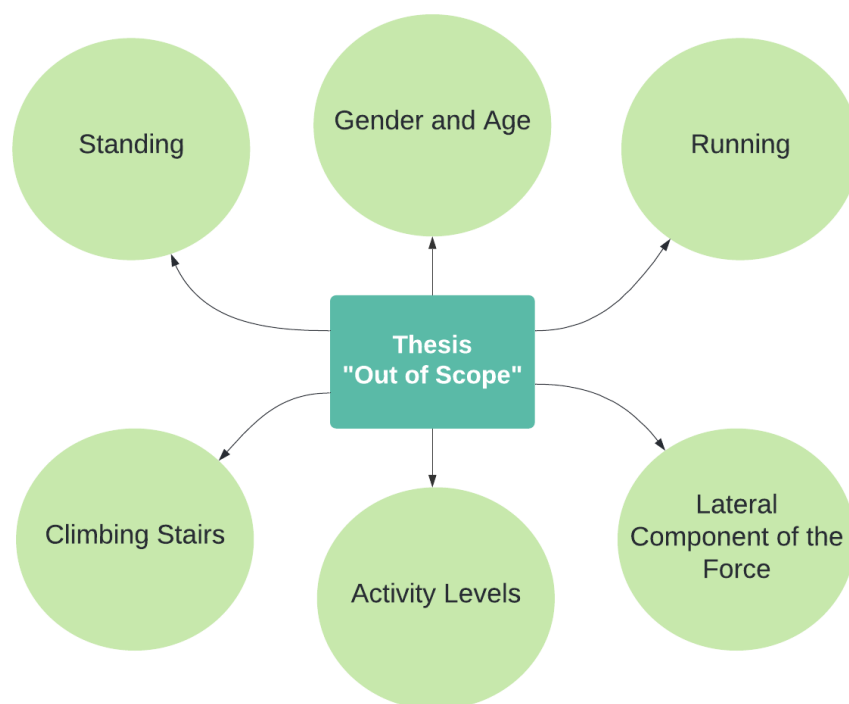 Standing
Gender and Age
Running
Thesis
"Out of Scope"
Climbing Stairs
Activity Levels
Lateral
Component of the
Force